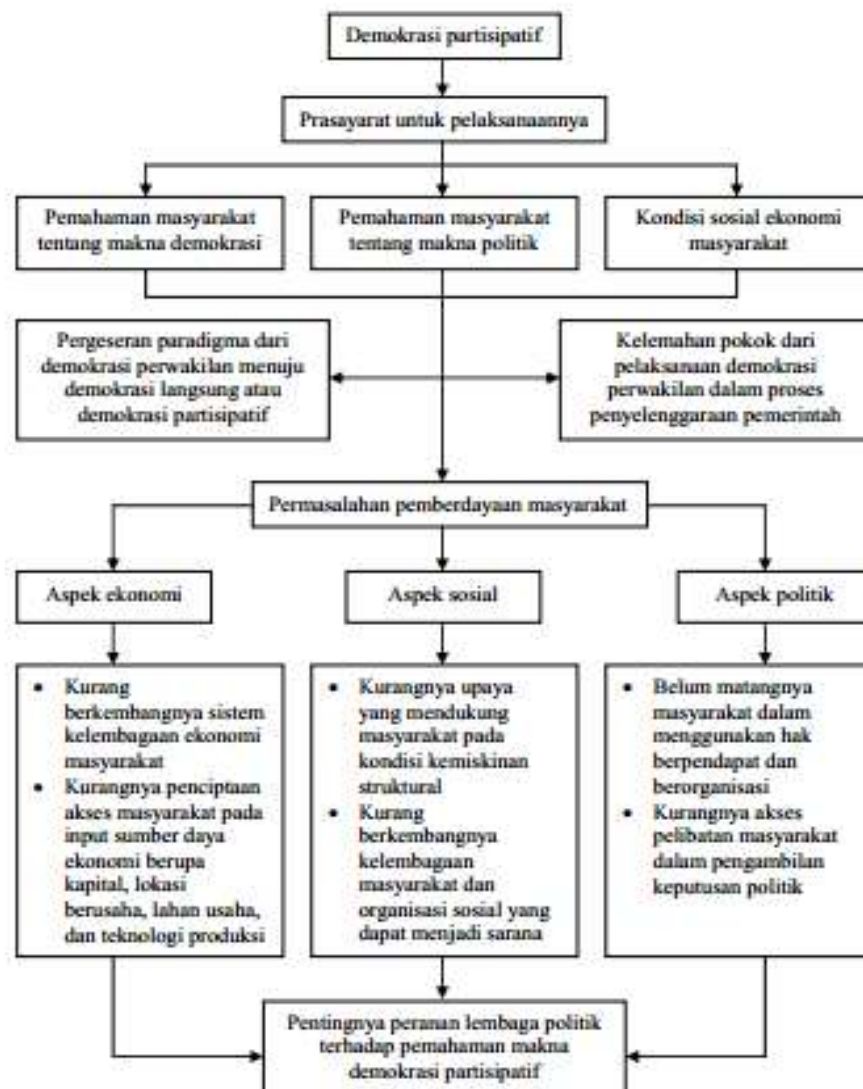 Demokrasi partisipatif
Prasayarat untuk pelaksanaannya
Pemahaman masyarakat
tentang makna demokrasi
Pemahaman masyarakat
tentang makna politik
Kondisi sosial ekonomi
masyarakat
Pergeseran paradigma dari
demokrasi perwakilan menuju
demokrasi langsung atau
demokrasi partisipatif
Kelemahan pokok dari
pelaksanaan demokrasi
perwakilan dalam proses
penyelenggaraan pemerintah
Permasalahan pemberdayaan masyarakat
Aspek ekonomi
Aspek sosial
Aspek politik
• Kurang
berkembangnya sistem
kelembagaan ekonomi
masyarakat
• Kurangnya penciptaan
akses masyarakat pada
input sumber daya
ekonomi berupa
kapital, lokasi
berusaha, lahan usaha,
dan teknologi produksi
• Kurangnya upaya
yang mendukung
masyarakat pada
kondisi kemiskinan
struktural
• Kurang
berkembangnya
kelembagaan
masyarakat dan
organisasi sosial yang
dapat menjadi sarana
• Belum matangnya
masyarakat dalam
menggunakan hak
berpendapat dan
berorganisasi
• Kurangnya akses
pelibatan masyarakat
dalam pengambilan
keputusan politik
Pentingnya peranan lembaga politik
terhadap pemahaman makna
demokrasi partisipatif